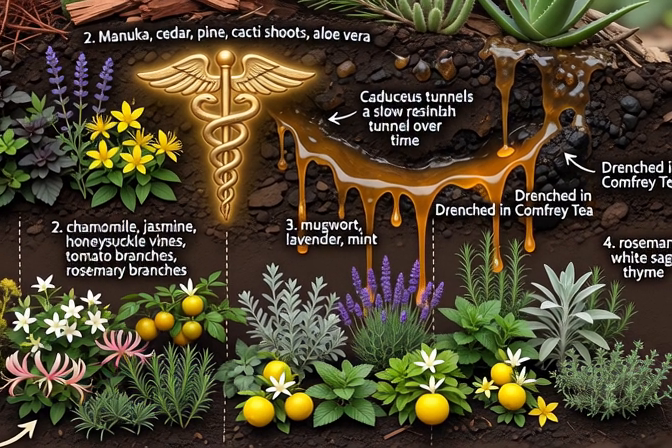 2. Manuka, cedar, pine, cacti shoots, aloe vera
Caduceus tunnels
a slow resinlah
tunnel over
time
Drenched i
Comfrey Te
Drenched in
Drenched in Comfrey Tea
2. chamomile, jasmine,
honeysuckle vines,
tomato branches,
rosemary branches
3. mugwort,
lavender, mint
4. rosemar
white sag
thyme